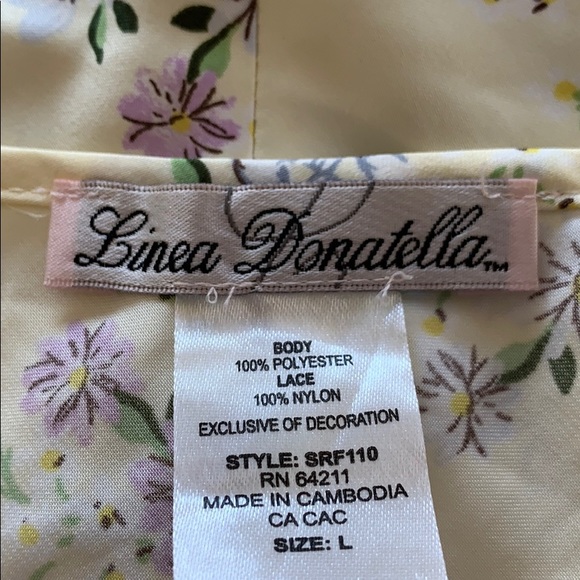 Linea Donatella™
BODY
100% POLYESTER
LACE
100% NYLON
EXCLUSIVE OF DECORATION
STYLE: SRF110
RN 64211
MADE IN CAMBODIA
CA CAC
SIZE: L